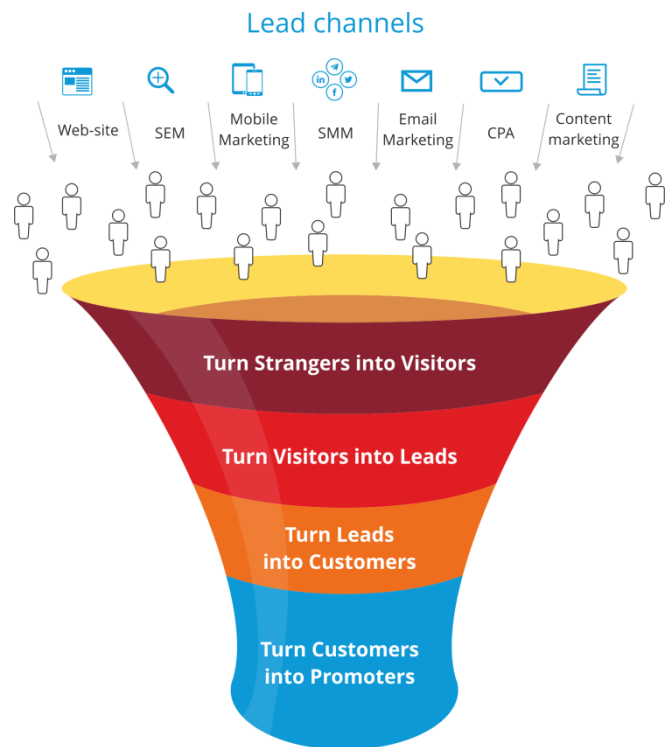 Lead channels
Web-site
SEM
Mobile
Marketing
SMM
Email
Marketing
CPA
Content
marketing
in
f
Turn Strangers into Visitors
Turn Visitors into Leads
Turn Leads
into Customers
Turn Customers
into Promoters